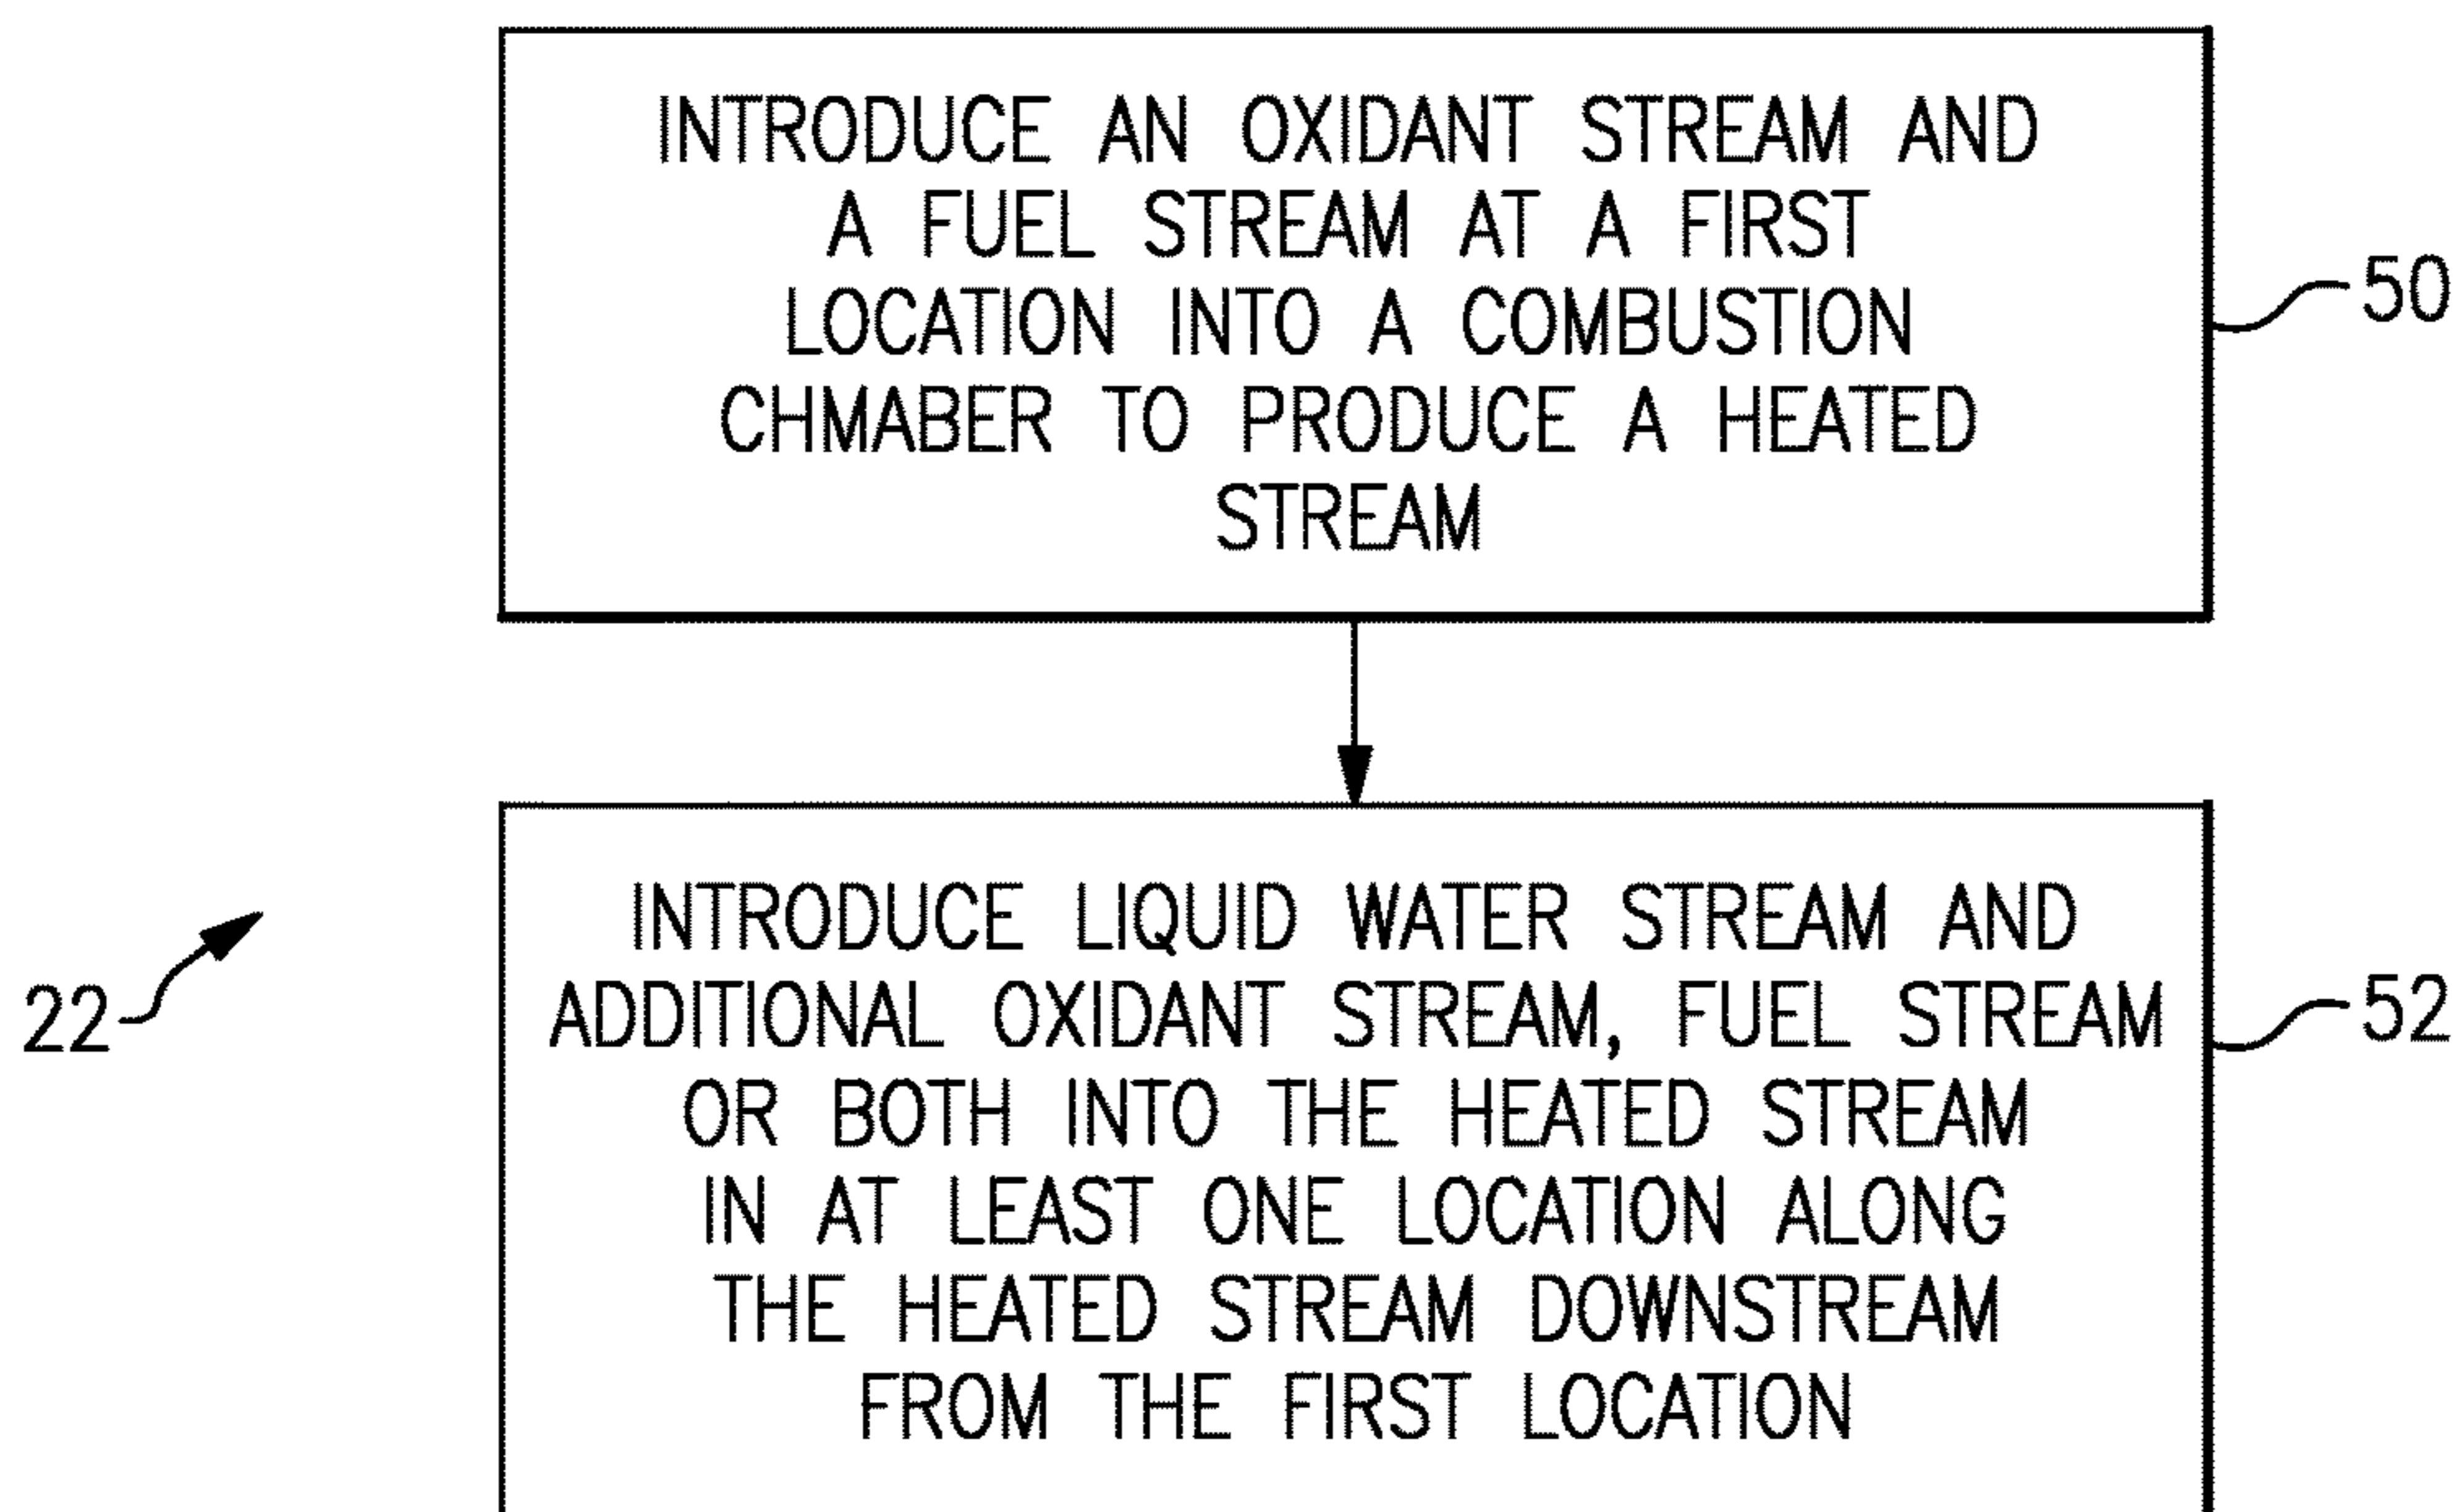 INTRODUCE AN OXIDANT STREAM AND
A FUEL STREAM AT A FIRST
LOCATION INTO A COMBUSTION
CHMABER TO PRODUCE A HEATED
STREAM
50
INTRODUCE LIQUID WATER STREAM AND
ADDITIONAL OXIDANT STREAM, FUEL STREAM
OR BOTH INTO THE HEATED STREAM
IN AT LEAST ONE LOCATION ALONG
THE HEATED STREAM DOWNSTREAM
FROM THE FIRST LOCATION
52
22